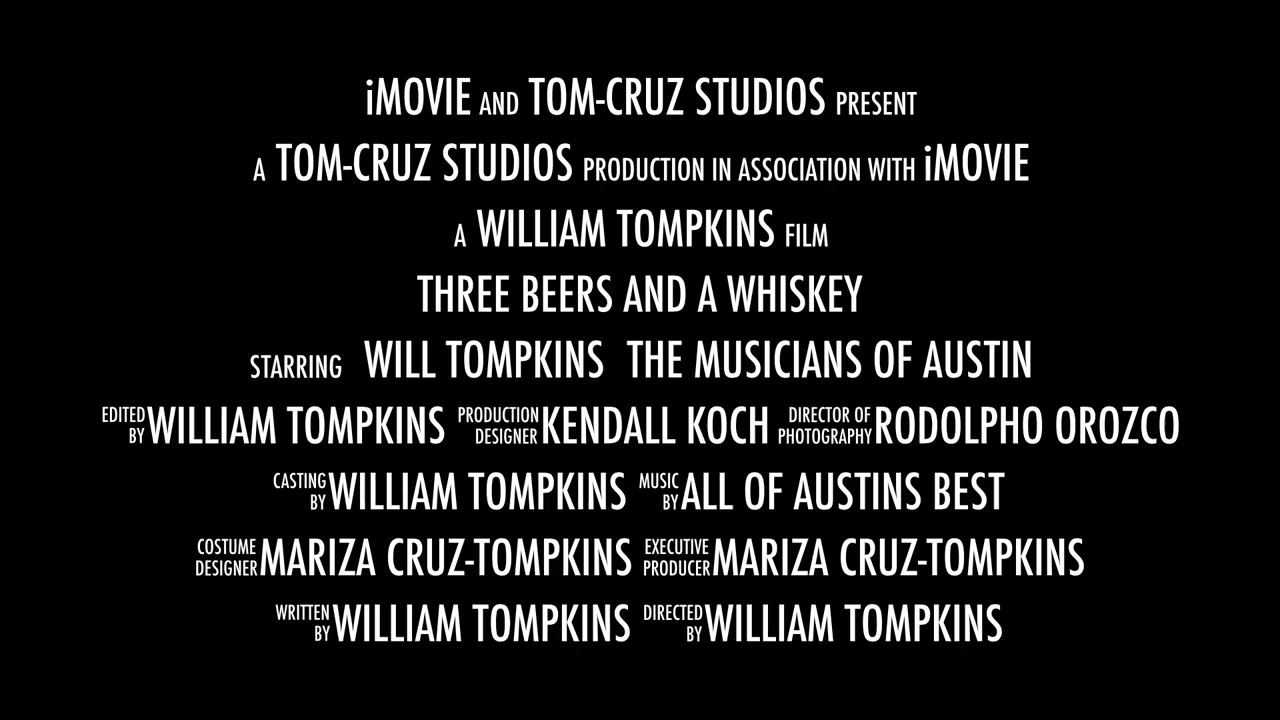 iMOVIE AND TOM-CRUZ STUDIOS PRESENT
A TOM-CRUZ STUDIOS PRODUCTION IN ASSOCIATION WITH iMOVIE
A WILLIAM TOMPKINS FILM
THREE BEERS AND A WHISKEY
STARRING WILL TOMPKINS THE MUSICIANS OF AUSTIN
EDITED BY WILLIAM TOMPKINS PRODUCTION DESIGNER KENDALL KOCH DIRECTOR OF PHOTOGRAPHY RODOLPHO OROZCO
CASTING BY WILLIAM TOMPKINS MUSIC BY ALL OF AUSTINS BEST
COSTUME DESIGNER MARIZA CRUZ-TOMPKINS EXECUTIVE PRODUCER MARIZA CRUZ-TOMPKINS
WRITTEN BY WILLIAM TOMPKINS DIRECTED BY WILLIAM TOMPKINS